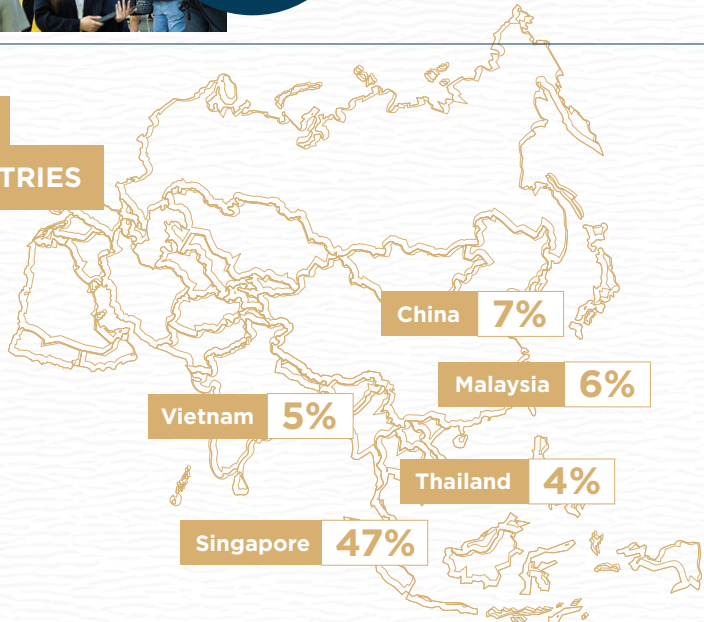 TRIES
China 7%
Malaysia 6%
Vietnam 5%
Thailand 4%
Singapore 47%